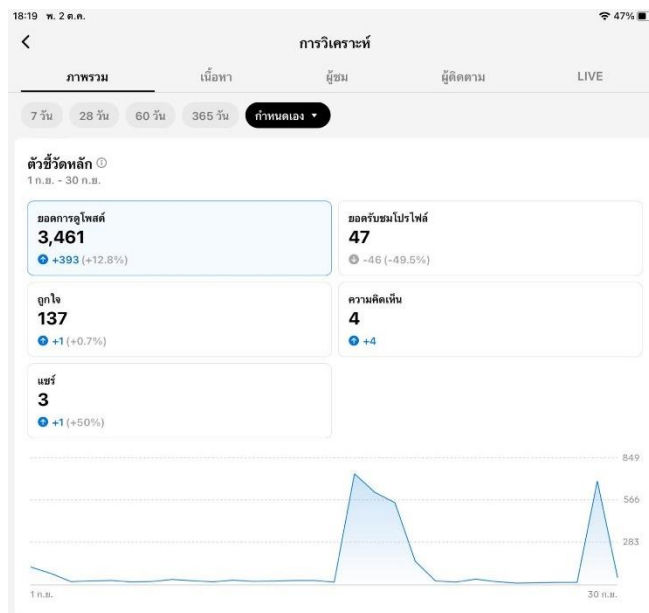 18:19 พ. 2 ต.ค.
47%
การวิเคราะห์
ภาพรวม เนื้อหา ผู้ชม ผู้ติดตาม LIVE
7 วัน 28 วัน 60 วัน 365 วัน กำหนดเอง
ตัวชี้วัดหลัก
1 ก.ย. - 30 ก.ย.
ยอดการดูโพสต์
3,461
+393 (+12.8%)
ยอดรับชมโปรไฟล์
47
-46 (-49.5%)
ถูกใจ
137
+1 (+0.7%)
ความคิดเห็น
4
+4
แชร์
3
+1 (+50%)
849
566
283
1 ก.ย. 30 ก.ย.